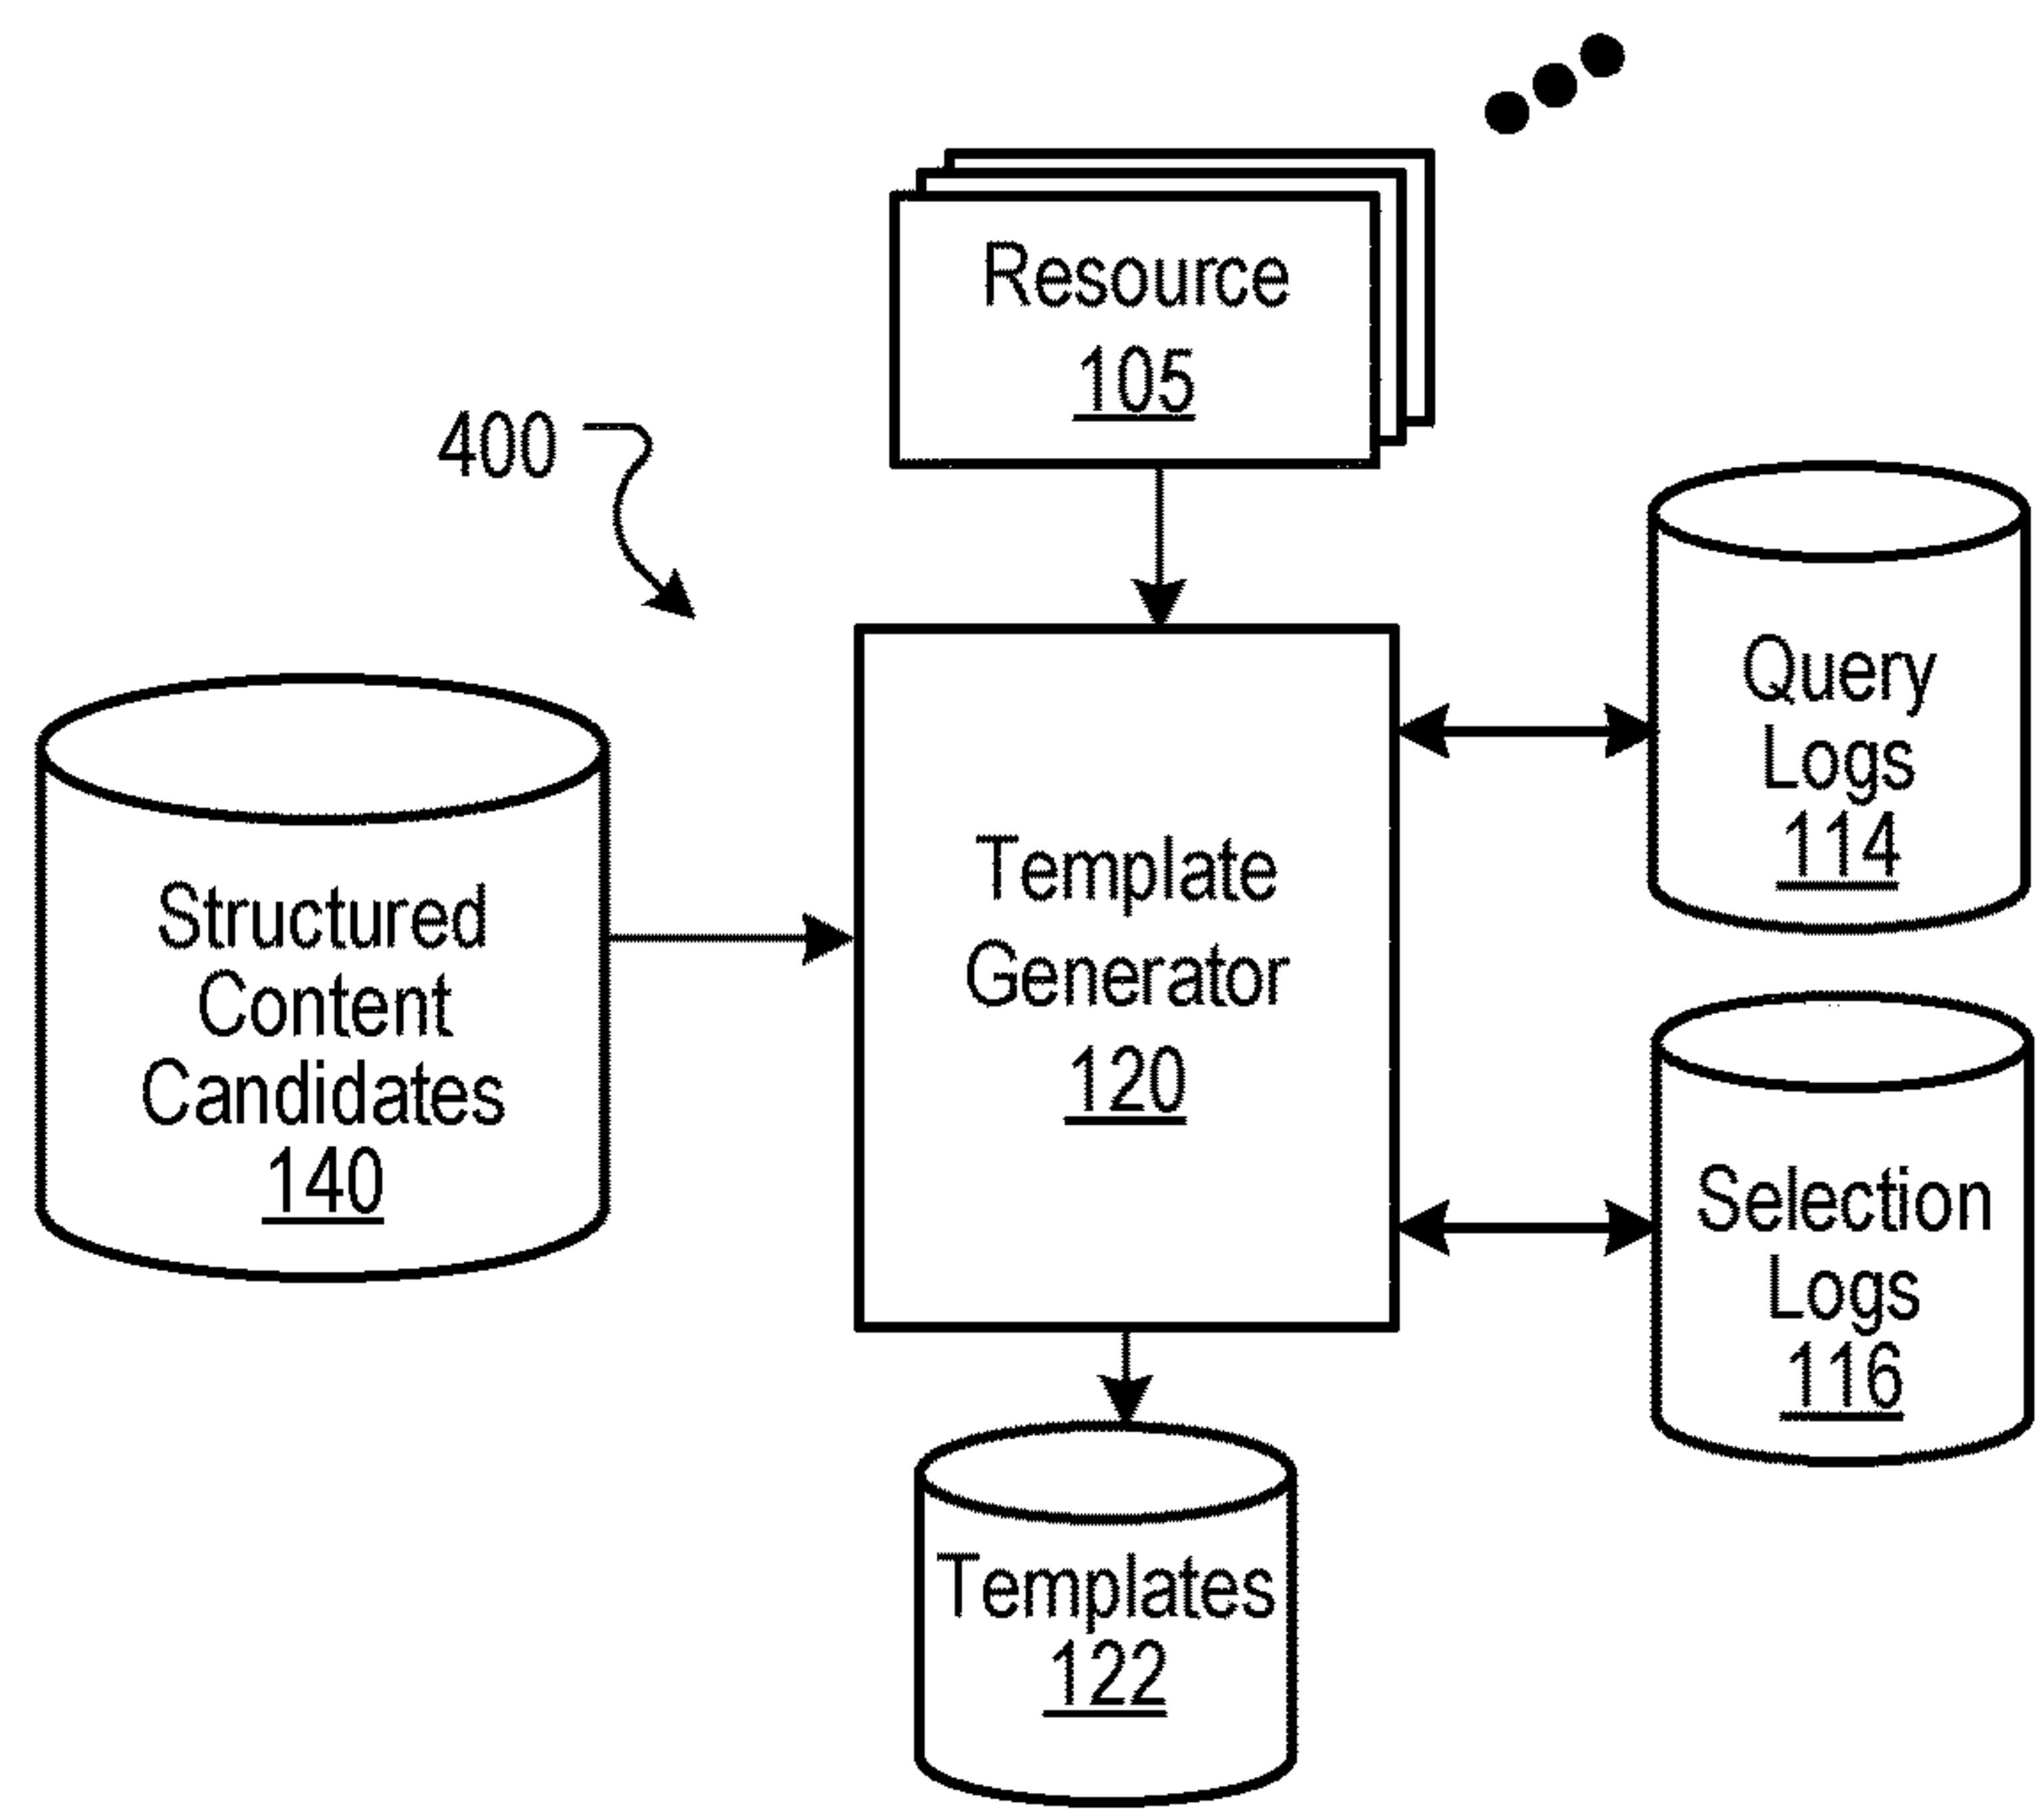 Resource
105
400
Query
Logs
114
Structured
Content
Candidates
140
Template
Generator
120
Selection
Logs
116
Templates
122